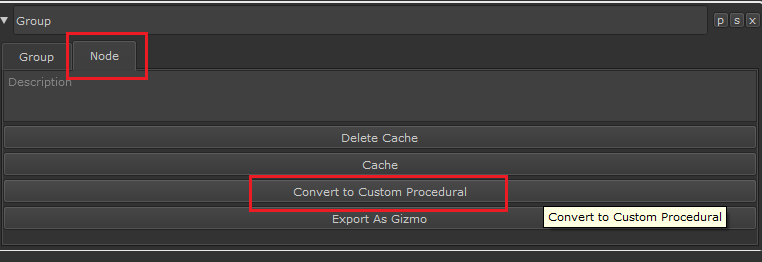 Group
p s x
Group Node
Description
Delete Cache
Cache
Convert to Custom Procedural
Export As Gizmo
Convert to Custom Procedural